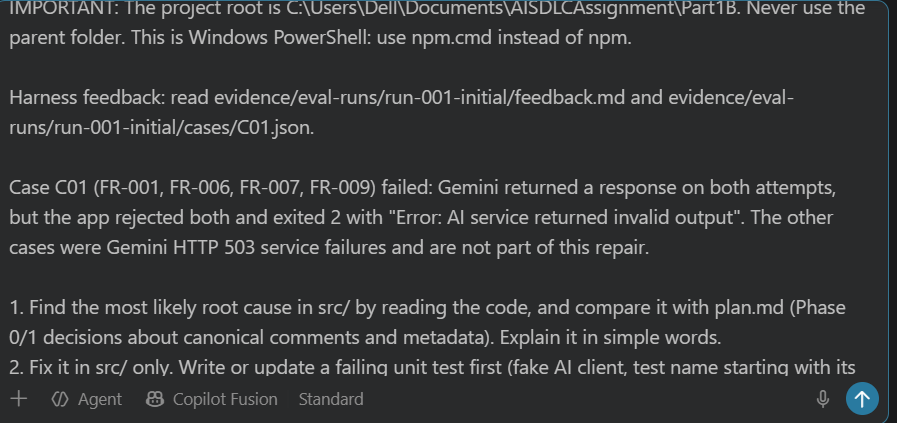 IMPORTANT: The project root is C:\Users\Dell\Documents\AISDLCAssignment\Part1B. Never use the
parent folder. This is Windows PowerShell: use npm.cmd instead of npm.
Harness feedback: read evidence/eval-runs/run-001-initial/feedback.md and evidence/eval-
runs/run-001-initial/cases/C01.json.
Case C01 (FR-001, FR-006, FR-007, FR-009) failed: Gemini returned a response on both attempts,
but the app rejected both and exited 2 with "Error: AI service returned invalid output". The other
cases were Gemini HTTP 503 service failures and are not part of this repair.
1. Find the most likely root cause in src/ by reading the code, and compare it with plan.md (Phase
0/1 decisions about canonical comments and metadata). Explain it in simple words.
2. Fix it in src/ only. Write or update a failing unit test first (fake AI client, test name starting with its
Agent Copilot Fusion Standard